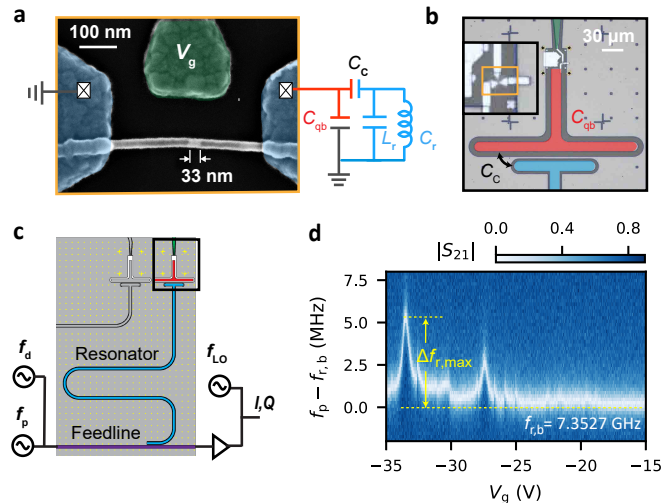 a
100 nm
V_g
33 nm
C_c
C_qb
L_r
C_r
b
30 µm
C_qb
C_C
c
f_d
f_p
f_LO
Resonator
Feedline
I,Q
d
|S_21|
0.0 0.4 0.8
f_p – f_r, b (MHz)
7.5
5.0
2.5
0.0
Δf_r,max
f_r,b = 7.3527 GHz
−35 −30 −25 −20 −15
V_g (V)